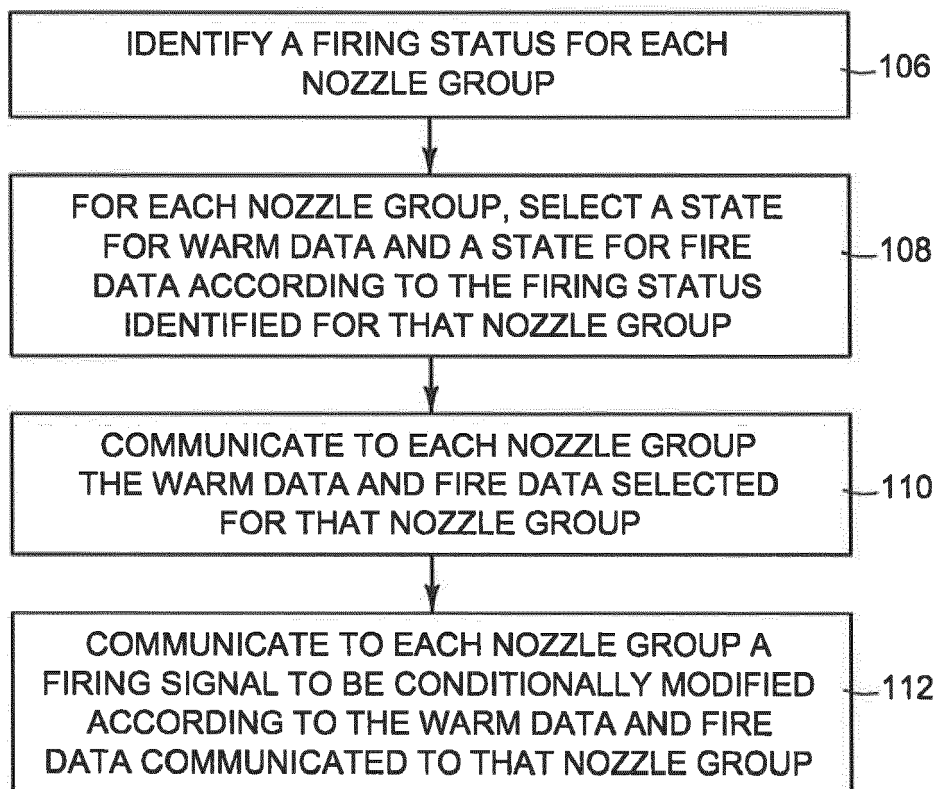 IDENTIFY A FIRING STATUS FOR EACH
NOZZLE GROUP
106
FOR EACH NOZZLE GROUP, SELECT A STATE
FOR WARM DATA AND A STATE FOR FIRE
DATA ACCORDING TO THE FIRING STATUS
IDENTIFIED FOR THAT NOZZLE GROUP
108
COMMUNICATE TO EACH NOZZLE GROUP
THE WARM DATA AND FIRE DATA SELECTED
FOR THAT NOZZLE GROUP
110
COMMUNICATE TO EACH NOZZLE GROUP A
FIRING SIGNAL TO BE CONDITIONALLY MODIFIED
ACCORDING TO THE WARM DATA AND FIRE
DATA COMMUNICATED TO THAT NOZZLE GROUP
112